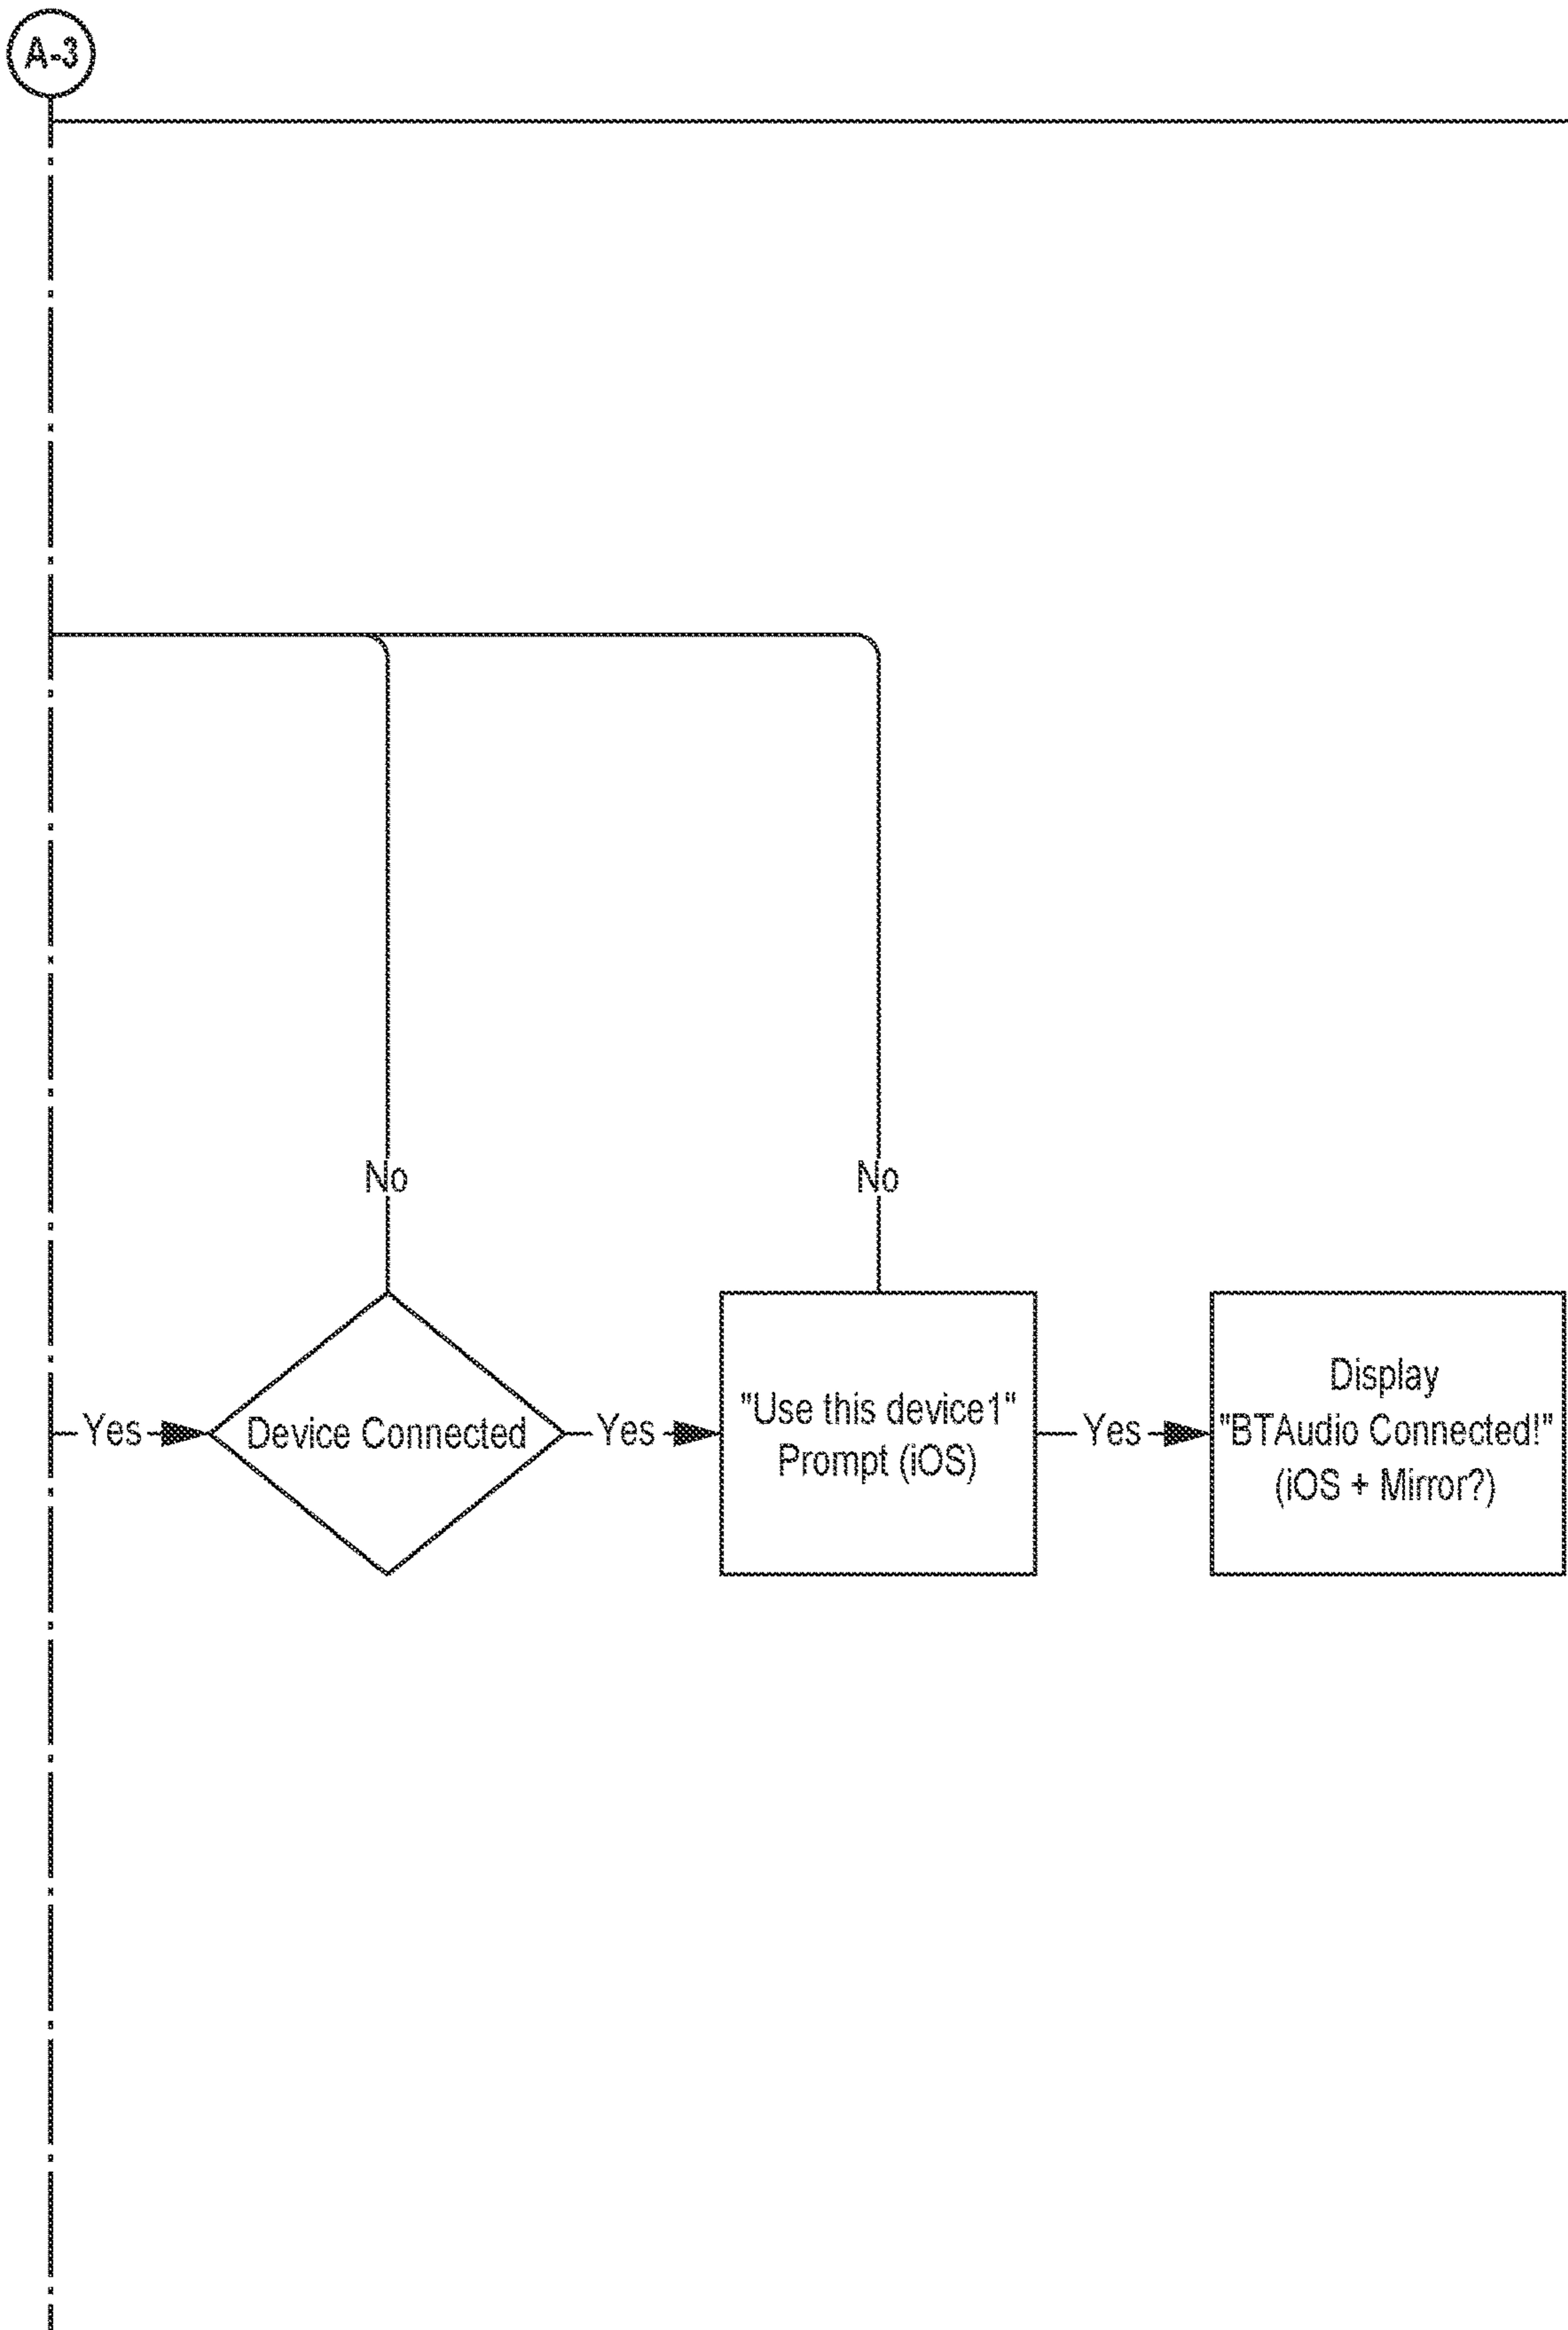 A-3
No
No
Yes
Device Connected
Yes
"Use this device1"
Prompt (iOS)
Yes
Display
"BTAudio Connected!"
(iOS + Mirror?)